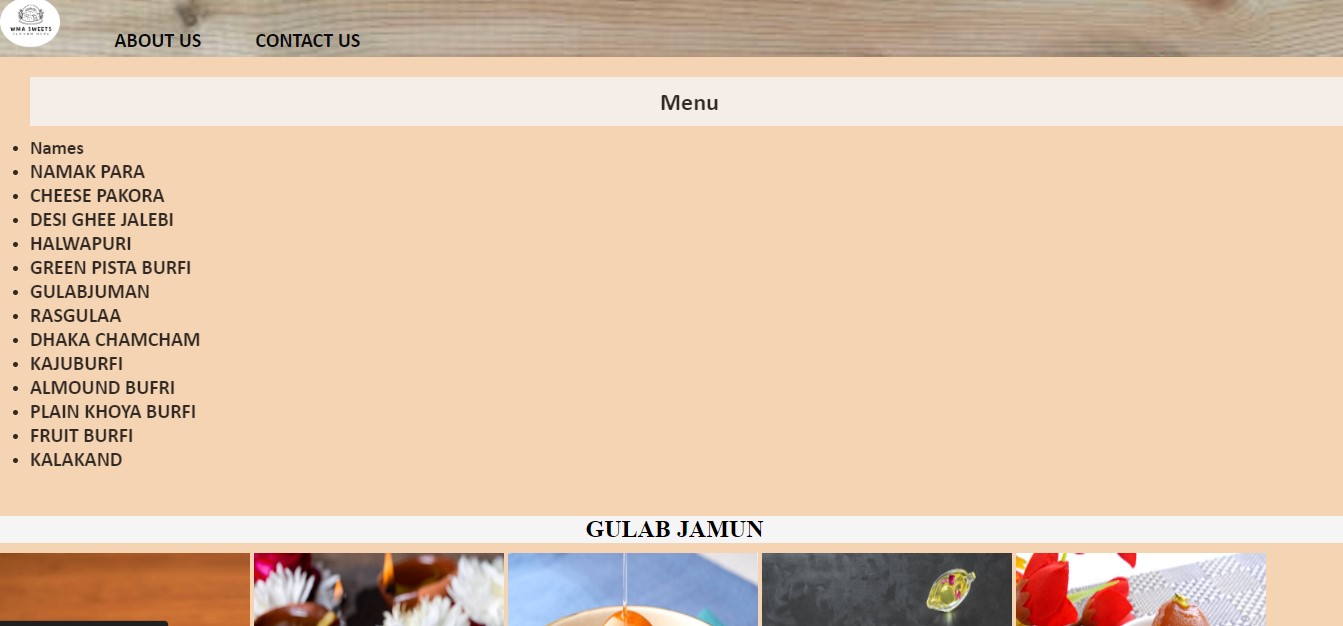 WMA SWEETS
ABOUT US CONTACT US
Menu
Names
NAMAK PARA
CHEESE PAKORA
DESI GHEE JALEBI
HALWAPURI
GREEN PISTA BURFI
GULABJUMAN
RASGULAA
DHAKA CHAMCHAM
KAJUBURFI
ALMOUND BUFRI
PLAIN KHOYA BURFI
FRUIT BURFI
KALAKAND
GULAB JAMUN